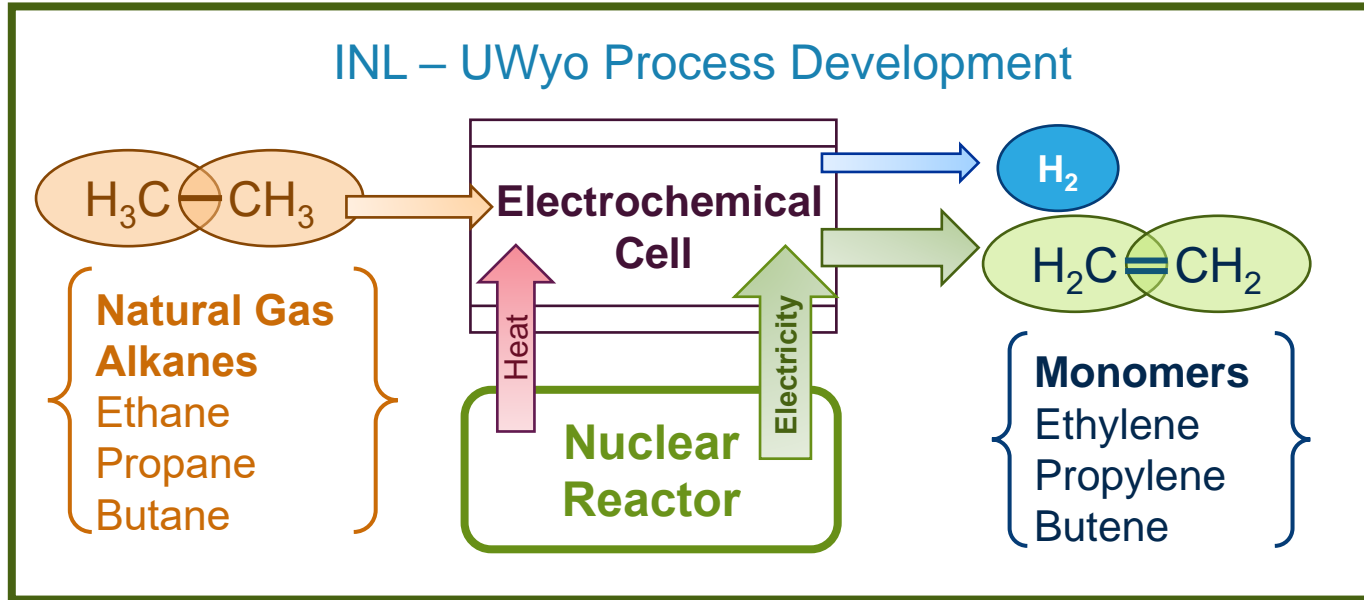 INL – UWyo Process Development
H₃C–CH₃
Natural Gas
Alkanes
Ethane
Propane
Butane
Electrochemical
Cell
Heat
Electricity
Nuclear
Reactor
H₂
H₂C=CH₂
Monomers
Ethylene
Propylene
Butene